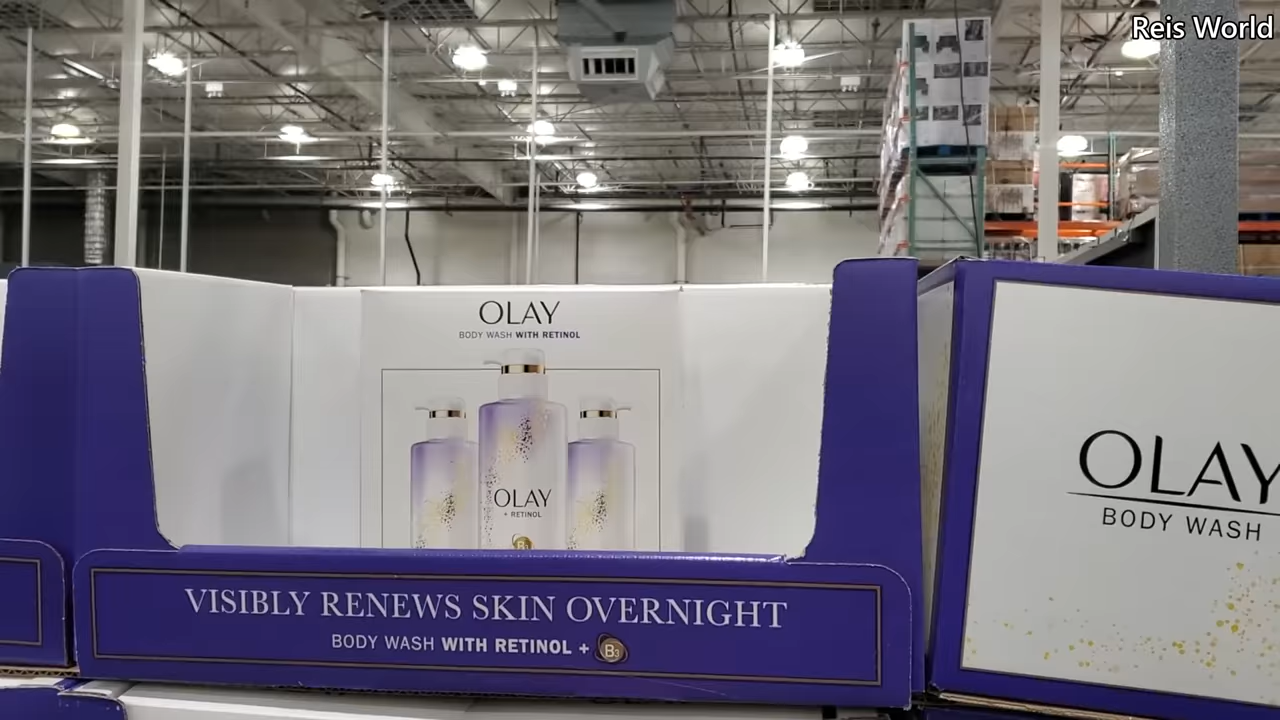 Reis World
OLAY
BODY WASH WITH RETINOL
OLAY
+ RETINOL
B3
VISIBLY RENEWS SKIN OVERNIGHT
BODY WASH WITH RETINOL + B3
OLAY
BODY WASH